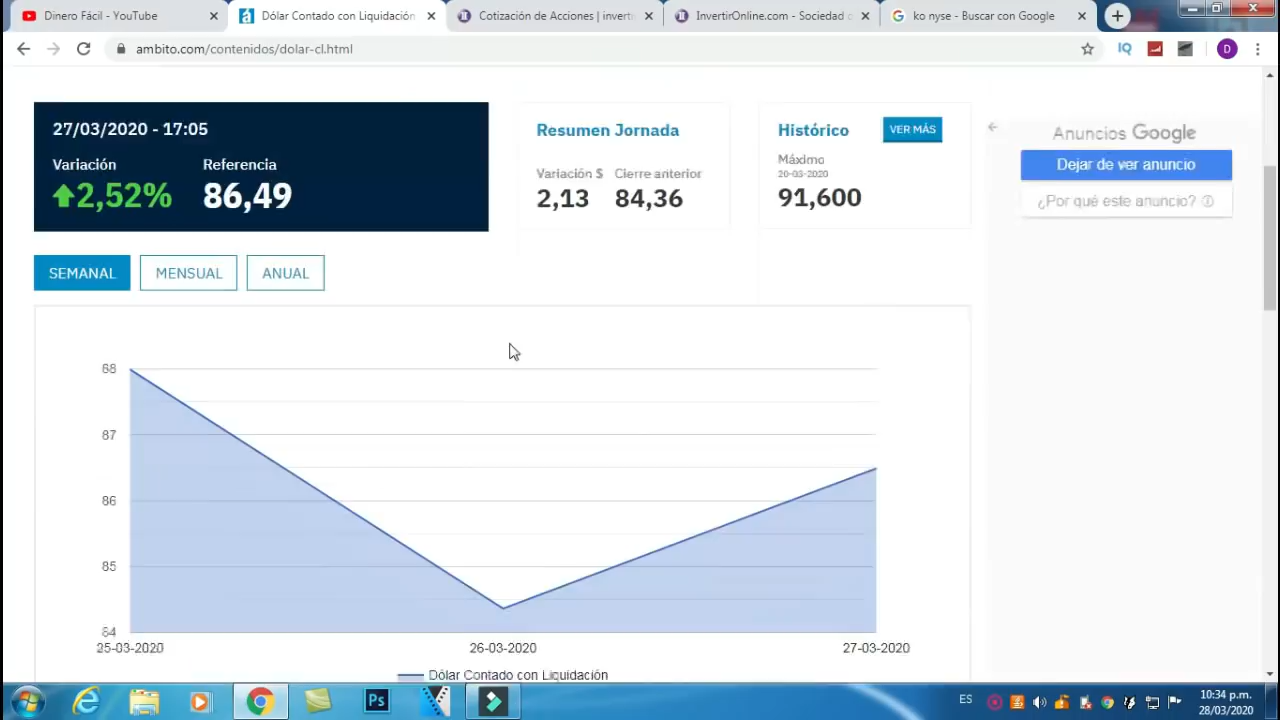 Dinero Fácil - YouTube
Dólar Contado con Liquidación
Cotización de Acciones | inverti
InvertirOnline.com - Sociedad d
ko nyse - Buscar con Google
ambito.com/contenidos/dolar-cl.html
IQ
D
27/03/2020 - 17:05
Variación Referencia
2,52% 86,49
Resumen Jornada
Variación $ Cierre anterior
2,13 84,36
Histórico VER MÁS
Máximo
20-03-2020
91,600
Anuncios Google
Dejar de ver anuncio
¿Por qué este anuncio?
SEMANAL MENSUAL ANUAL
88
87
86
85
84
25-03-2020 26-03-2020 27-03-2020
Dólar Contado con Liquidación
Ps
ES
10:34 p.m.
28/03/2020